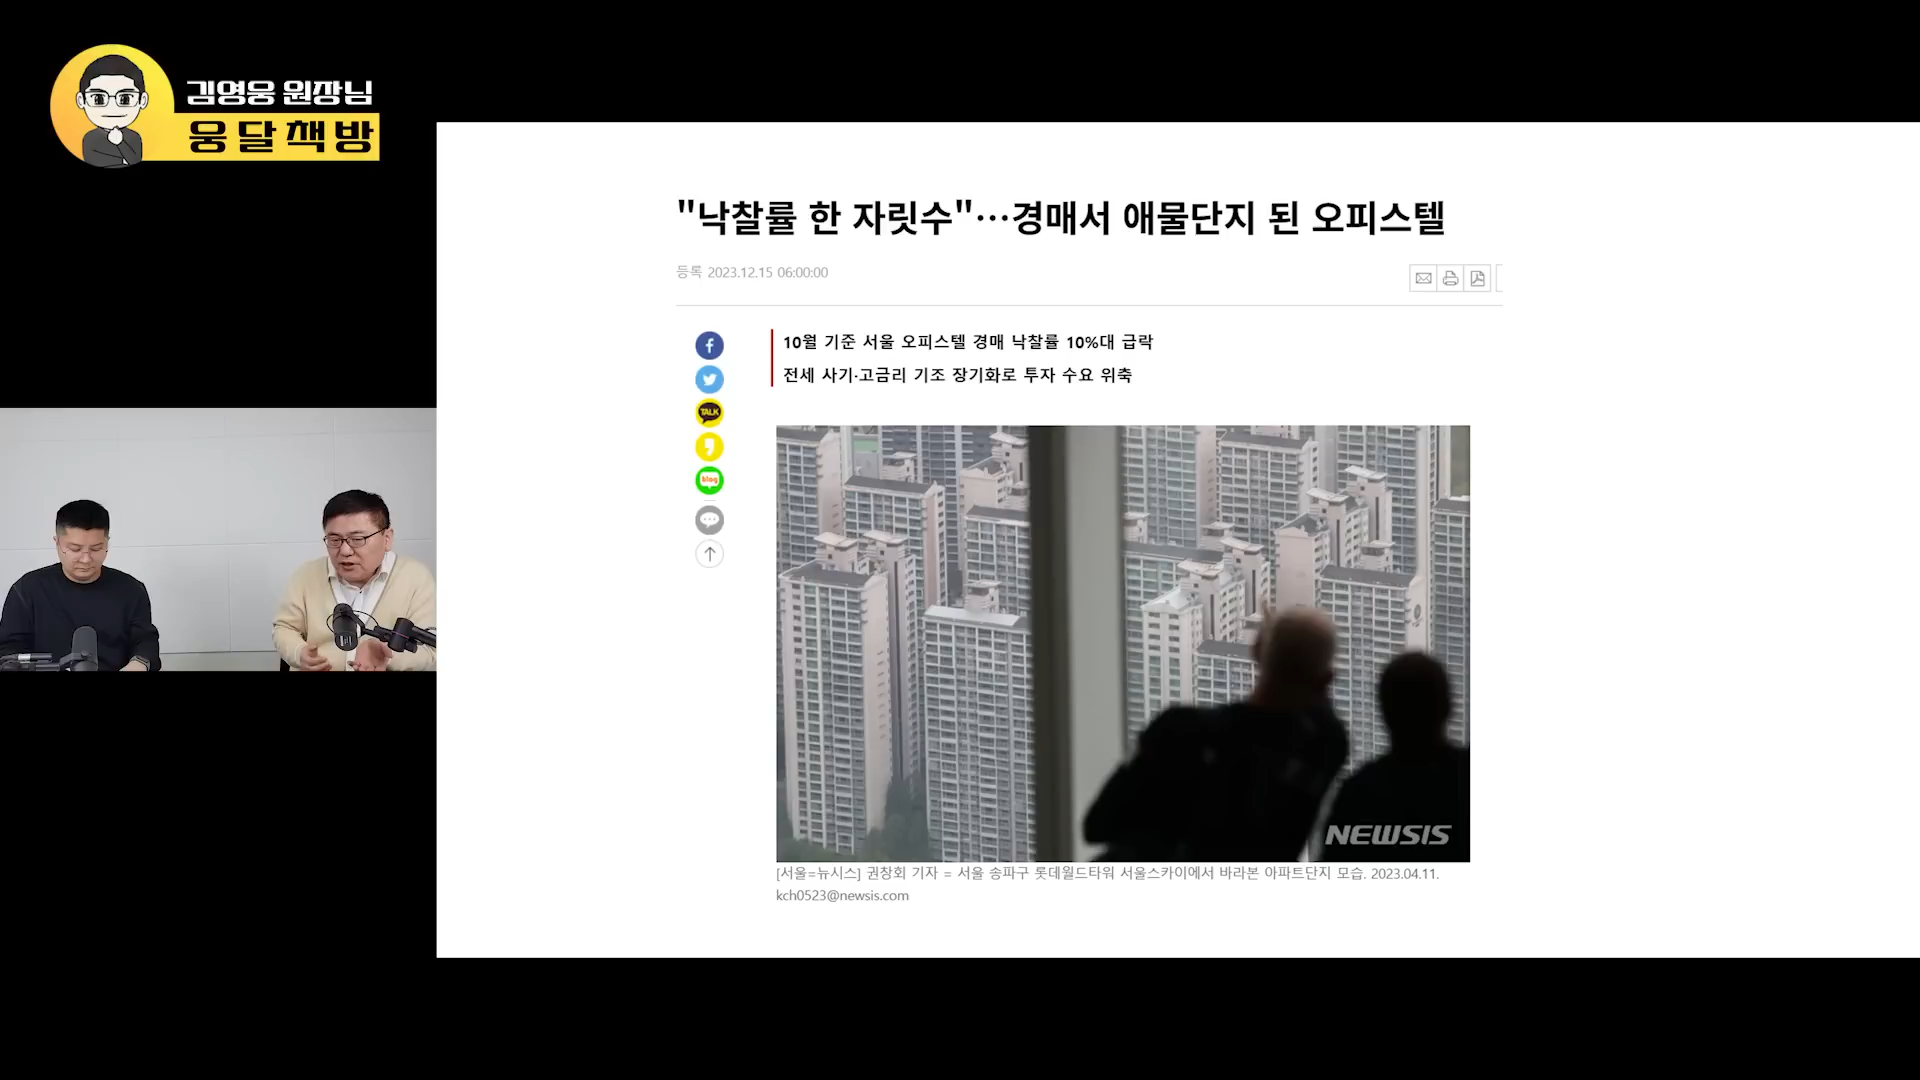 김영웅 원장님
웅달책방
"낙찰률 한 자릿수"…경매서 애물단지 된 오피스텔
등록 2023.12.15 06:00:00
10월 기준 서울 오피스텔 경매 낙찰률 10%대 급락
전세 사기·고금리 기조 장기화로 투자 수요 위축
TALK
blog
NEWSIS
[서울=뉴시스] 권창회 기자 = 서울 송파구 롯데월드타워 서울스카이에서 바라본 아파트단지 모습. 2023.04.11.
kch0523@newsis.com